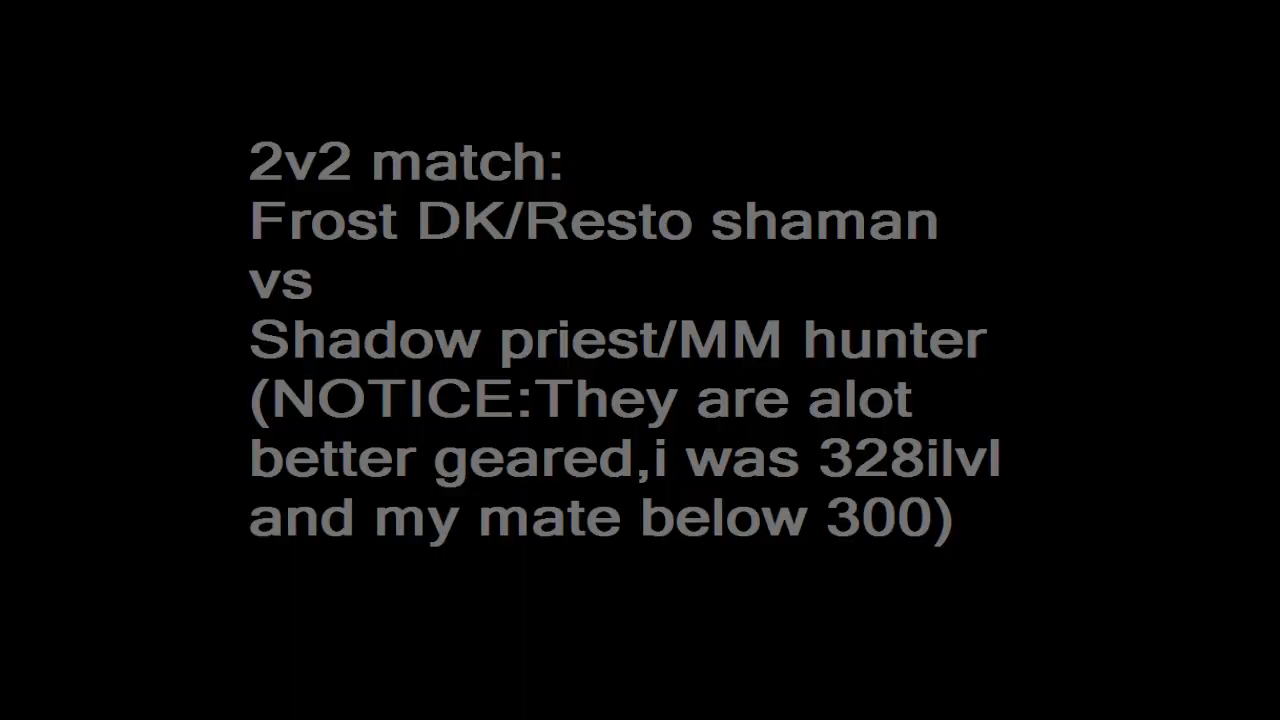 2v2 match:
Frost DK/Resto shaman
vs
Shadow priest/MM hunter
(NOTICE:They are alot
better geared,i was 328ilvl
and my mate below 300)